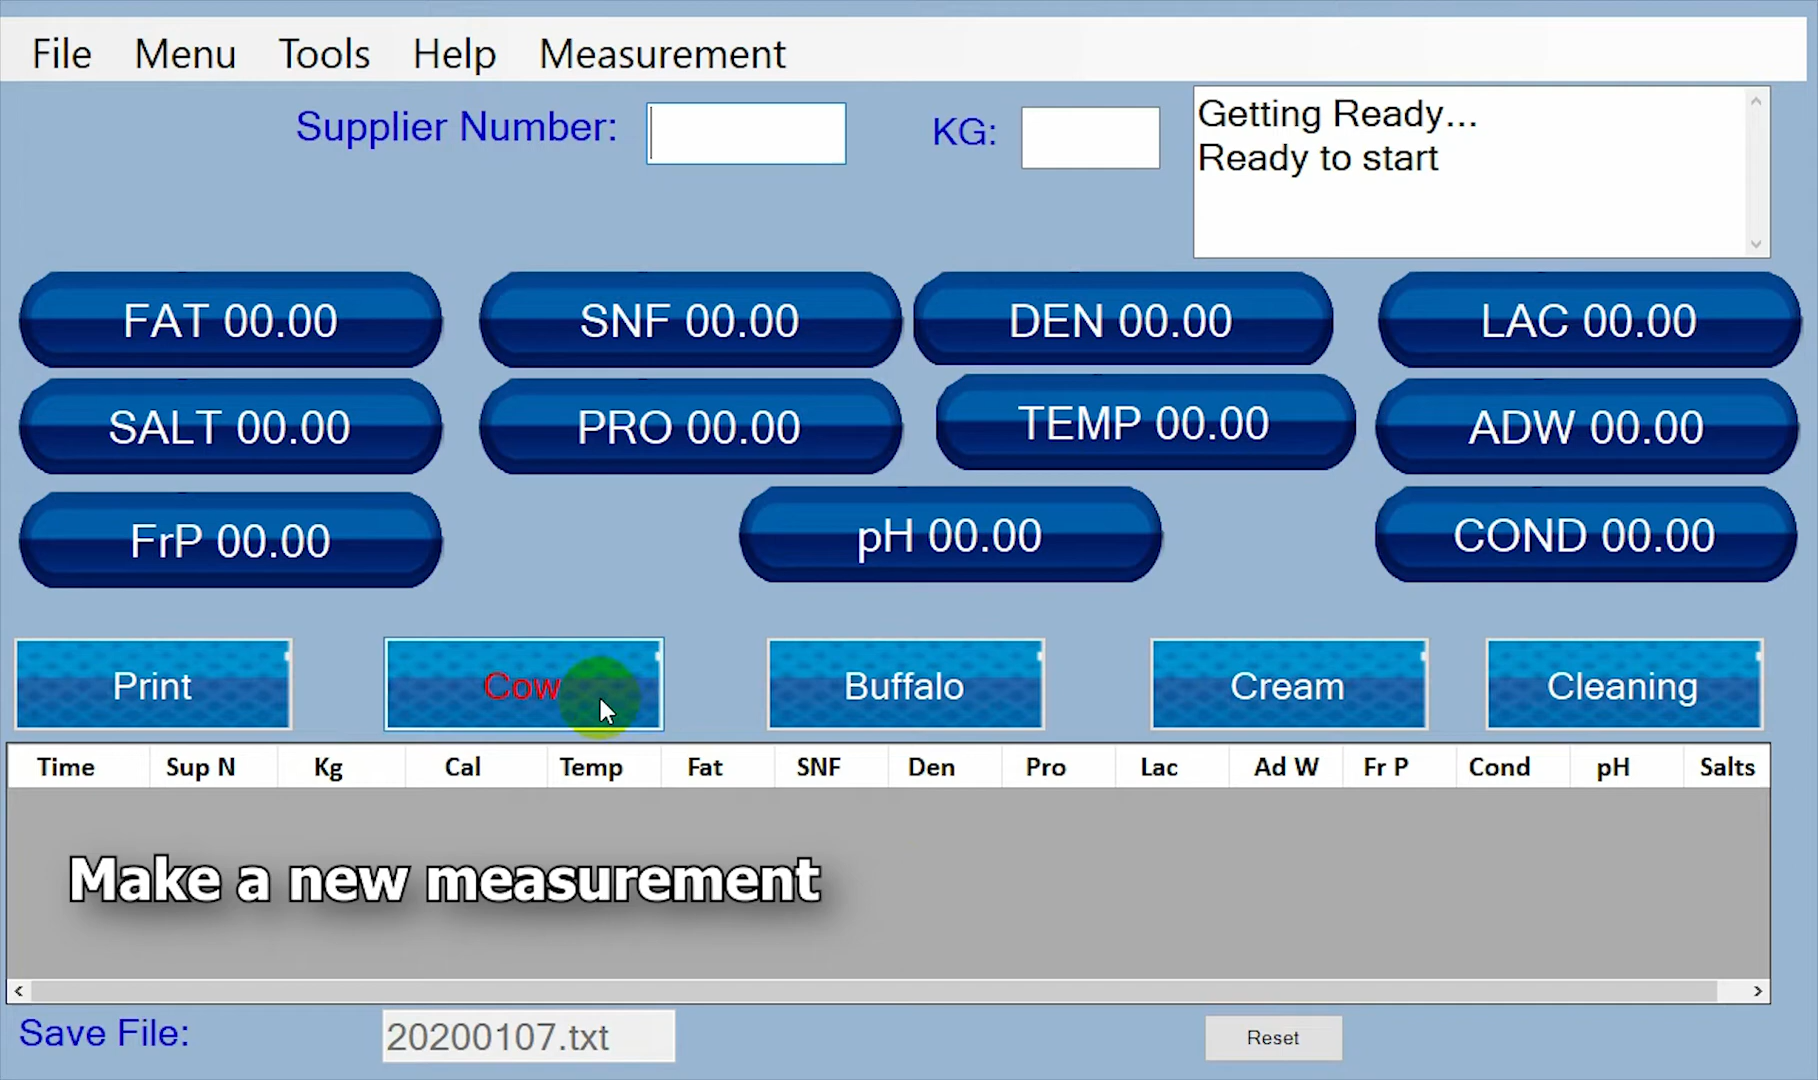 File Menu Tools Help Measurement
Supplier Number:
KG:
Getting Ready...
Ready to start
FAT 00.00 SNF 00.00 DEN 00.00 LAC 00.00
SALT 00.00 PRO 00.00 TEMP 00.00 ADW 00.00
FrP 00.00 pH 00.00 COND 00.00
Print Cow Buffalo Cream Cleaning
Time Sup N Kg Cal Temp Fat SNF Den Pro Lac Ad W Fr P Cond pH Salts
Make a new measurement
Save File: 20200107.txt Reset